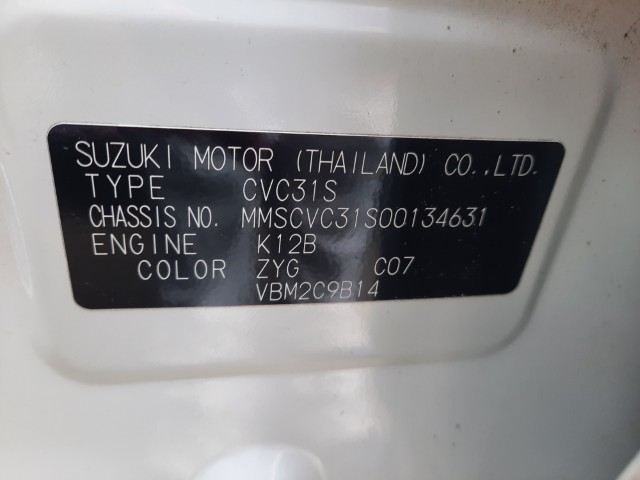 SUZUKI MOTOR (THAILAND) CO.,LTD.
TYPE CVC31S
CHASSIS NO. MMSCVC31S00134631
ENGINE K12B
COLOR ZYG C07
VBM2C9B14